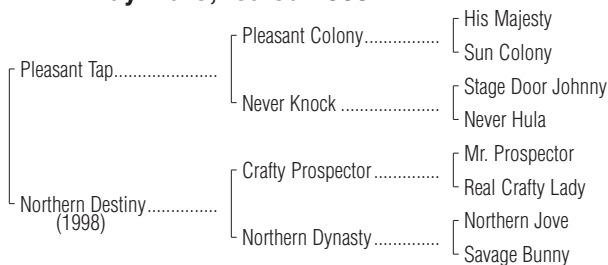 Pleasant Tap.....................
Pleasant Colony...............
His Majesty
Sun Colony
Never Knock ....................
Stage Door Johnny
Never Hula
Northern Destiny..............
(1998)
Crafty Prospector.............
Mr. Prospector
Real Crafty Lady
Northern Dynasty.............
Northern Jove
Savage Bunny